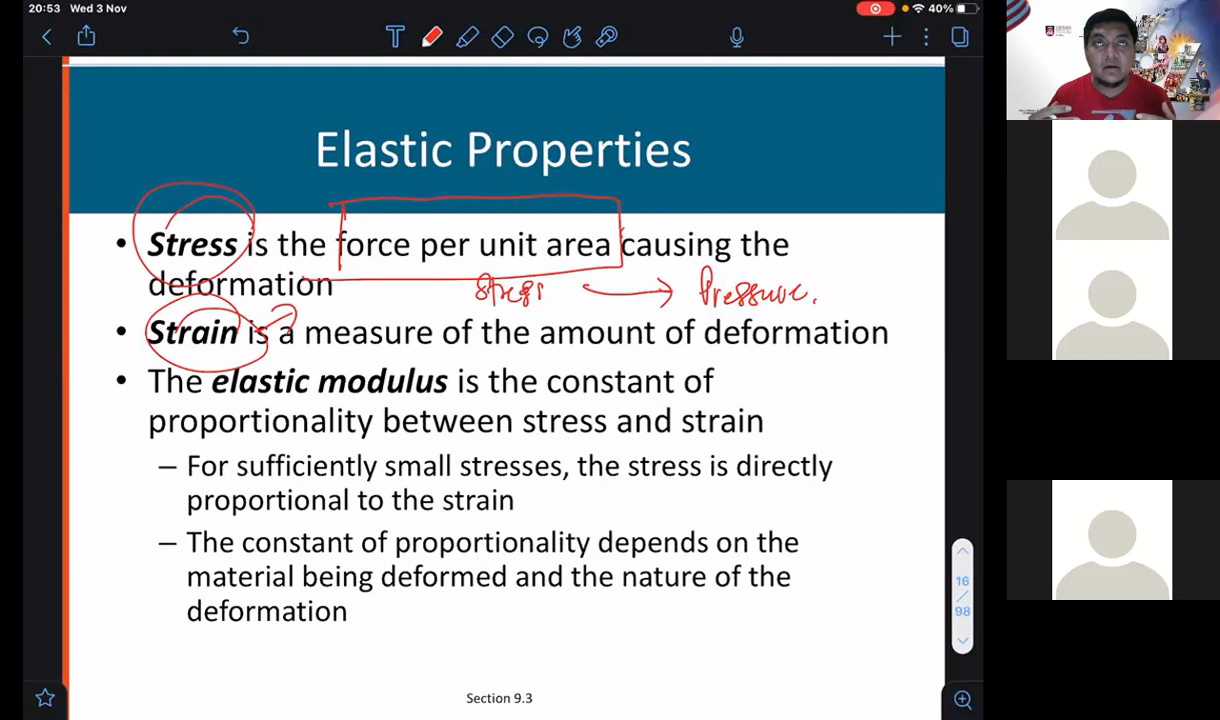 20:53 Wed 3 Nov
40%
T
Elastic Properties
• Stress is the force per unit area causing the
deformation
Stress → Pressure.
• Strain is a measure of the amount of deformation
?
• The elastic modulus is the constant of
proportionality between stress and strain
– For sufficiently small stresses, the stress is directly
proportional to the strain
– The constant of proportionality depends on the
material being deformed and the nature of the
deformation
16
/
98
Section 9.3